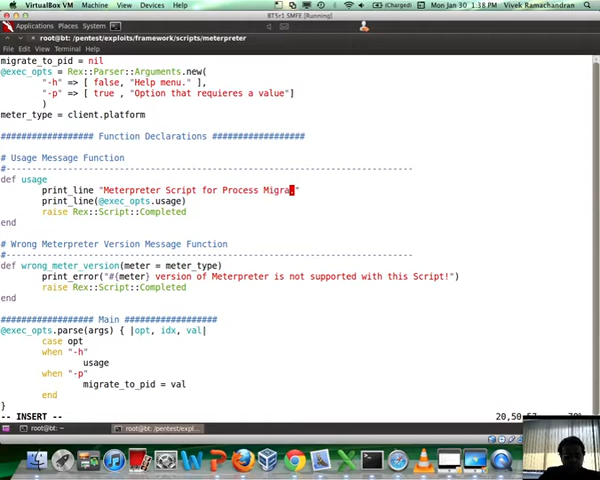 VirtualBox VM Machine View Devices Help (Charged) Mon Jan 30 1:38 PM Vivek Ramachandran
BT5r1 SMFE [Running]
Applications Places System
root@bt: /pentest/exploits/framework/scripts/meterpreter
File Edit View Terminal Help
migrate_to_pid = nil
@exec_opts = Rex::Parser::Arguments.new(
"-h" => [ false, "Help menu." ],
"-p" => [ true , "Option that requieres a value"]
)
meter_type = client.platform
################## Function Declarations ##################
# Usage Message Function
#-------------------------------------------------------------------------------
def usage
print_line "Meterpreter Script for Process Migra."
print_line(@exec_opts.usage)
raise Rex::Script::Completed
end
# Wrong Meterpreter Version Message Function
#-------------------------------------------------------------------------------
def wrong_meter_version(meter = meter_type)
print_error("#{meter} version of Meterpreter is not supported with this Script!")
raise Rex::Script::Completed
end
################## Main ##################
@exec_opts.parse(args) { |opt, idx, val|
case opt
when "-h"
usage
when "-p"
migrate_to_pid = val
end
}
-- INSERT -- 20,50-57
root@bt: ~ root@bt: /pentest/expl...